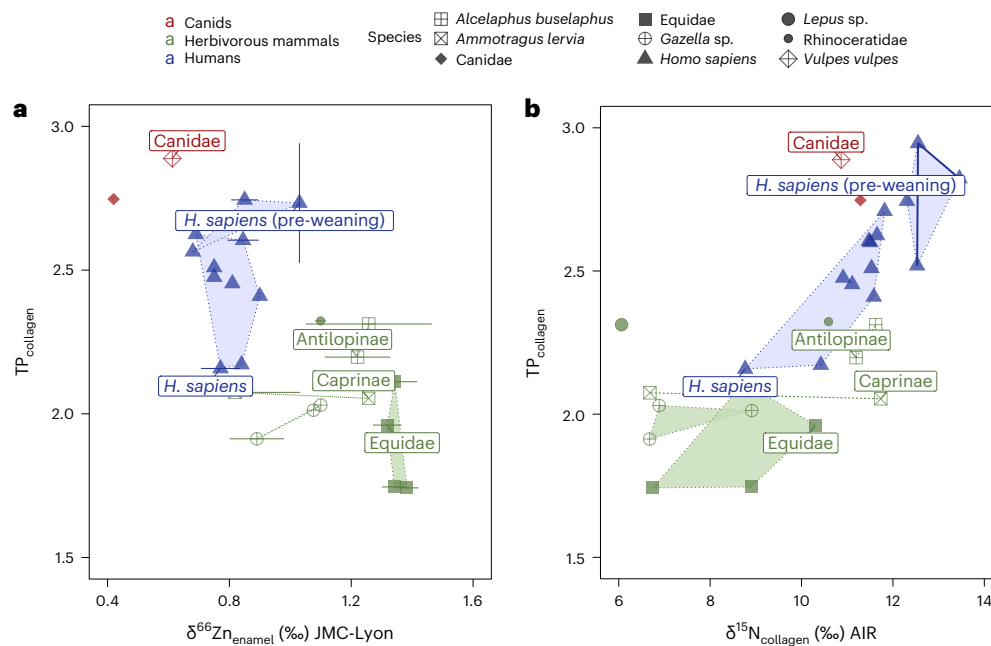 a Canids
a Herbivorous mammals
a Humans
Species
Alcelaphus buselaphus
Ammotragus lervia
Canidae
Equidae
Gazella sp.
Homo sapiens
Lepus sp.
Rhinoceratidae
Vulpes vulpes
a
TPcollagen
3.0
2.5
2.0
1.5
Canidae
H. sapiens (pre-weaning)
Antilopinae
Caprinae
H. sapiens
Equidae
0.4 0.8 1.2 1.6
δ66Znenamel (‰) JMC-Lyon
b
TPcollagen
3.0
2.5
2.0
1.5
Canidae
H. sapiens (pre-weaning)
Antilopinae
Caprinae
H. sapiens
Equidae
6 8 10 12 14
δ15Ncollagen (‰) AIR